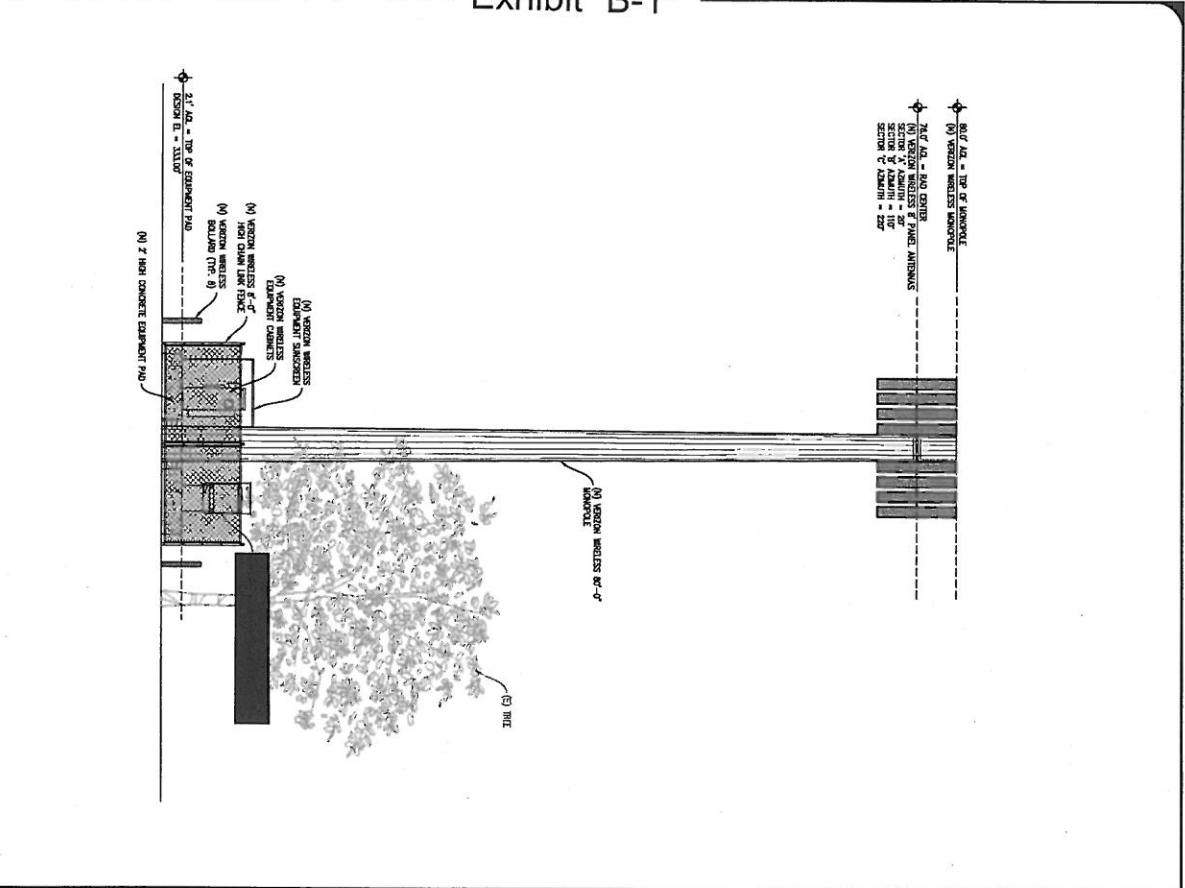 Exhibit B-1
80.0' AGL = TOP OF MONOPOLE
(N) VERIZON WIRELESS MONOPOLE
76.0' AGL = RAD CENTER
(N) VERIZON WIRELESS 8' PANEL ANTENNAS
SECTOR 'A' AZIMUTH = 20°
SECTOR 'B' AZIMUTH = 110°
SECTOR 'C' AZIMUTH = 220°
(N) VERIZON WIRELESS 80'-0"
MONOPOLE
(E) TREE
(N) VERIZON WIRELESS
EQUIPMENT SUNSCREEN
(N) VERIZON WIRELESS
EQUIPMENT CABINETS
(N) VERIZON WIRELESS 8'-0"
HIGH CHAIN LINK FENCE
(N) VERIZON WIRELESS
BOLLARD (TYP. 8)
2.1' AGL = TOP OF EQUIPMENT PAD
DESIGN EL = 333.00'
(N) 2' HIGH CONCRETE EQUIPMENT PAD